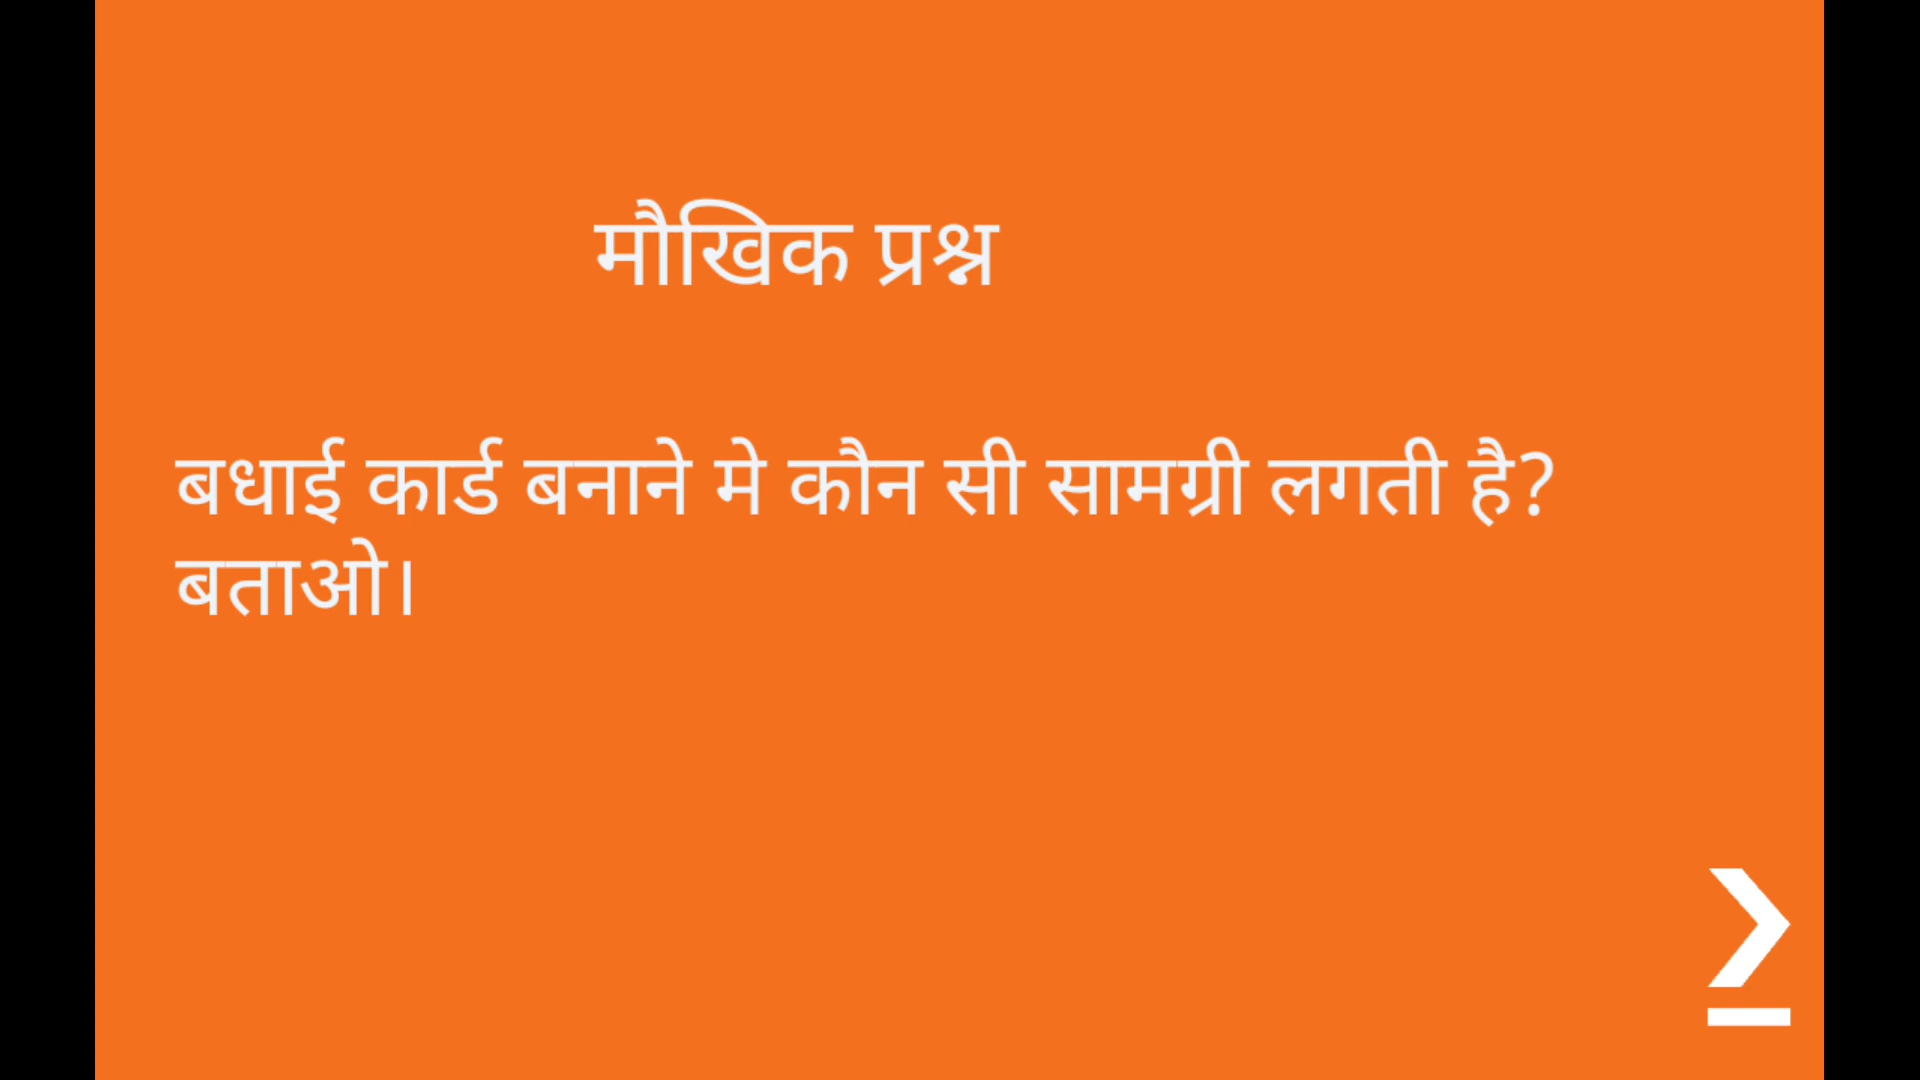 मौखिक प्रश्न
बधाई कार्ड बनाने मे कौन सी सामग्री लगती है?
बताओ।